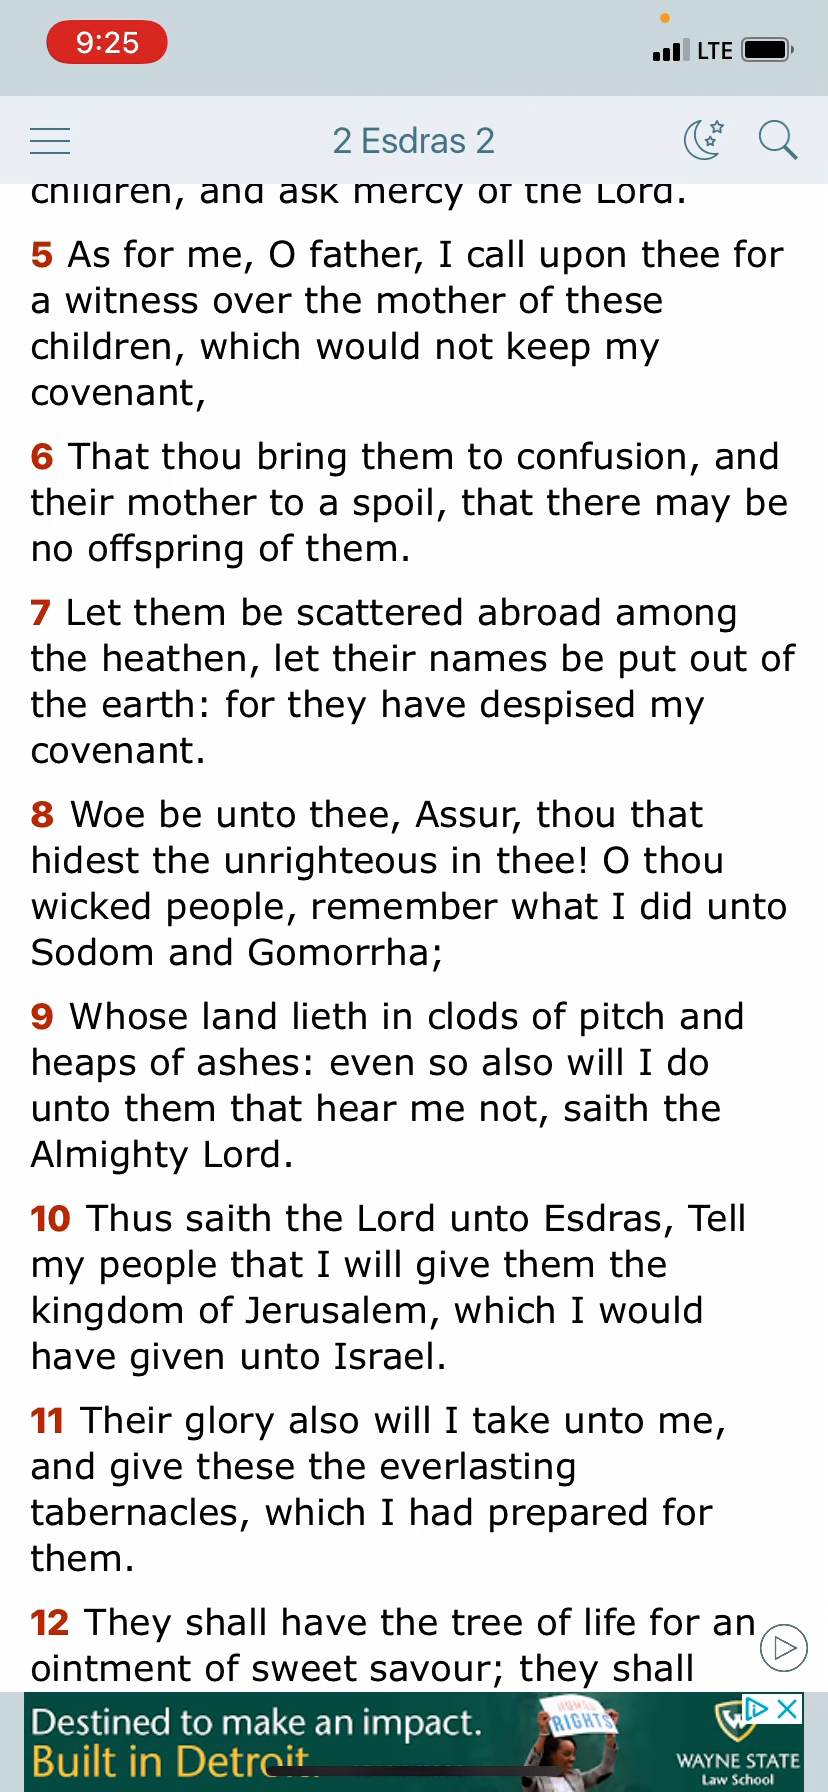 9:25
LTE
2 Esdras 2
children, and ask mercy of the Lord.
5 As for me, O father, I call upon thee for
a witness over the mother of these
children, which would not keep my
covenant,
6 That thou bring them to confusion, and
their mother to a spoil, that there may be
no offspring of them.
7 Let them be scattered abroad among
the heathen, let their names be put out of
the earth: for they have despised my
covenant.
8 Woe be unto thee, Assur, thou that
hidest the unrighteous in thee! O thou
wicked people, remember what I did unto
Sodom and Gomorrha;
9 Whose land lieth in clods of pitch and
heaps of ashes: even so also will I do
unto them that hear me not, saith the
Almighty Lord.
10 Thus saith the Lord unto Esdras, Tell
my people that I will give them the
kingdom of Jerusalem, which I would
have given unto Israel.
11 Their glory also will I take unto me,
and give these the everlasting
tabernacles, which I had prepared for
them.
12 They shall have the tree of life for an
ointment of sweet savour; they shall
Destined to make an impact.
Built in Detroit.
HUMAN
RIGHTS
W
WAYNE STATE
Law School